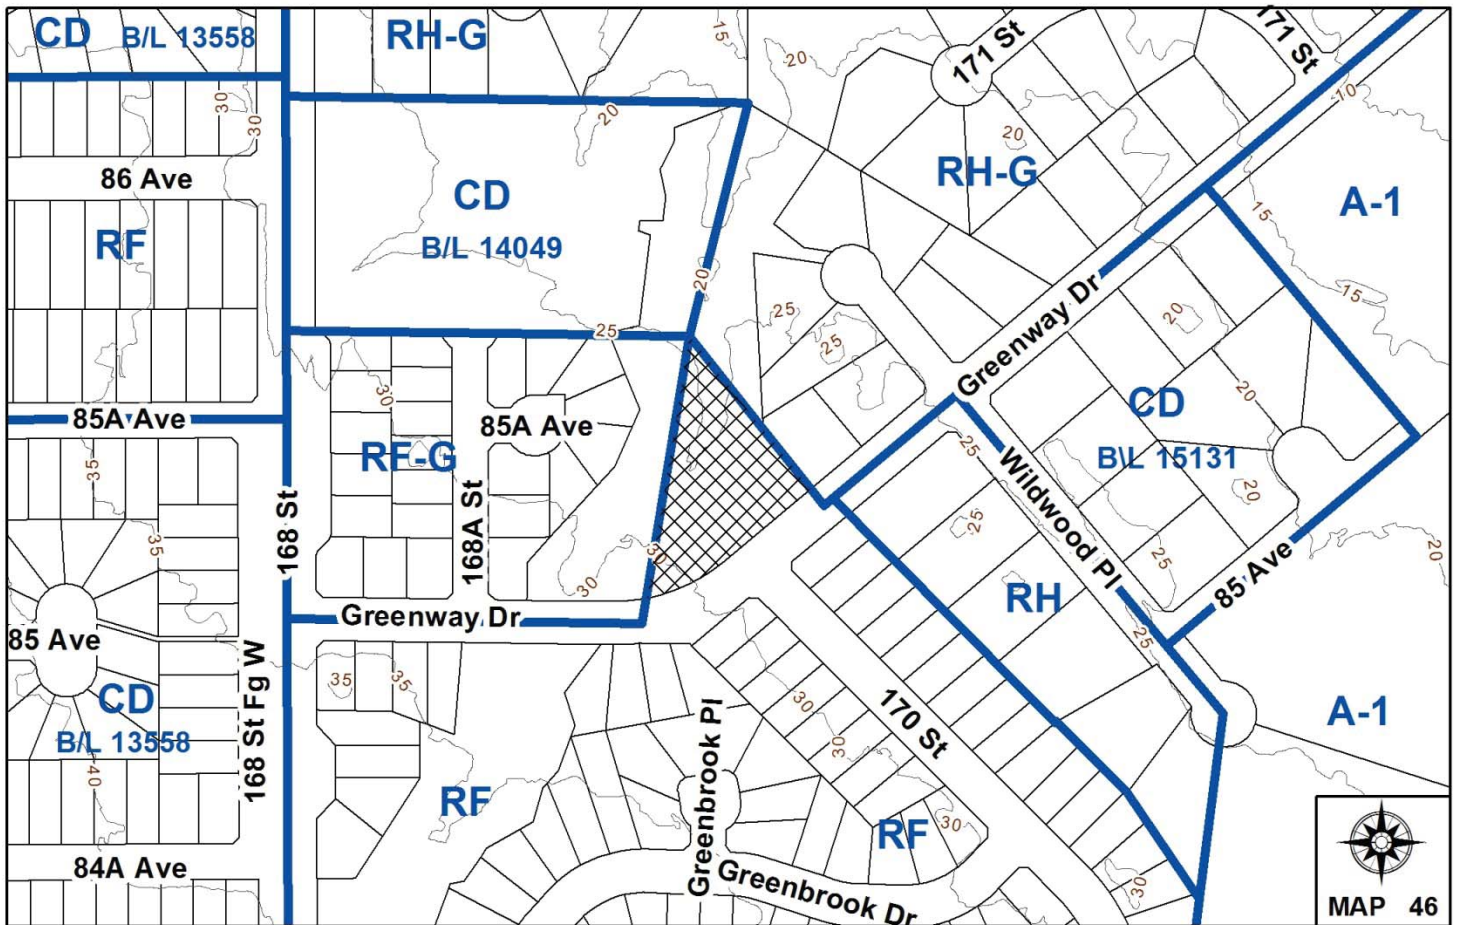 CD B/L 13558
RH-G
15
20
171 St
171 St
10
30
30
20
20
86 Ave
CD
RH-G
A-1
RF
B/L 14049
15
20
25
15
25
25
20
Greenway Dr
30
20
85A Ave
85A Ave
CD
RF-G
B\L 15131
35
25
20
168 St
168A St
25
Wildwood Pl
35
30
30
25
20
85 Ave
RH
Greenway Dr
25
85 Ave
35
35
168 St Fg W
CD
B/L 13558
30
30
170 St
A-1
40
Greenbrook Pl
RF
30
RF
84A Ave
Greenbrook Dr
30
MAP 46